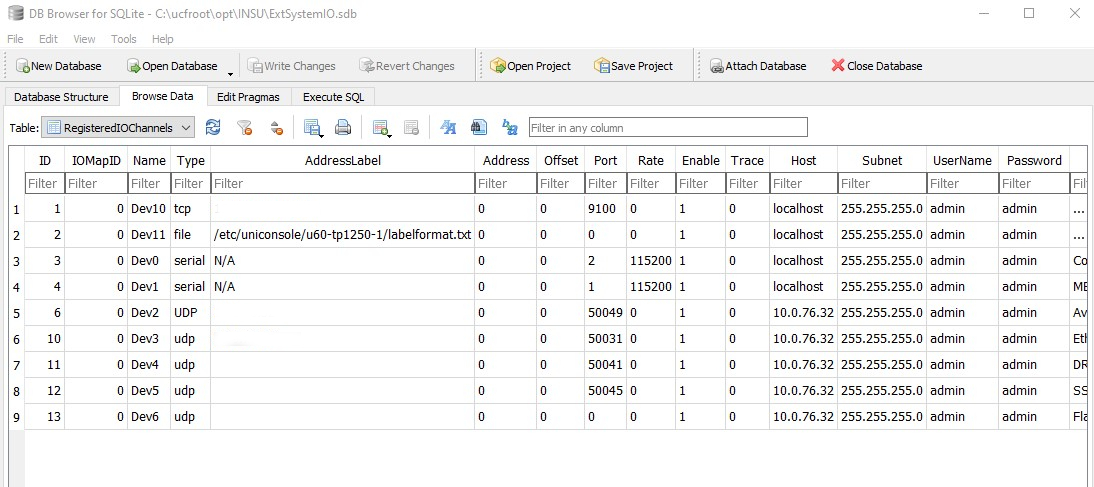 DB Browser for SQLite - C:\ucfroot\opt\INSU\ExtSystemIO.sdb
File Edit View Tools Help
New Database Open Database Write Changes Revert Changes Open Project Save Project Attach Database Close Database
Database Structure Browse Data Edit Pragmas Execute SQL
Table: RegisteredIOChannels Filter in any column
ID IOMapID Name Type AddressLabel Address Offset Port Rate Enable Trace Host Subnet UserName Password
Filter Filter Filter Filter Filter Filter Filter Filter Filter Filter Filter Filter Filter Filter Filter Fil
1 1 0 Dev10 tcp 0 0 9100 0 1 0 localhost 255.255.255.0 admin admin ...
2 2 0 Dev11 file /etc/uniconsole/u60-tp1250-1/labelformat.txt 0 0 0 0 1 0 localhost 255.255.255.0 admin admin ...
3 3 0 Dev0 serial N/A 0 0 2 115200 1 0 localhost 255.255.255.0 admin admin Co
4 4 0 Dev1 serial N/A 0 0 1 115200 1 0 localhost 255.255.255.0 admin admin ME
5 6 0 Dev2 UDP 0 0 50049 0 1 0 10.0.76.32 255.255.255.0 admin admin Av
6 10 0 Dev3 udp 0 0 50031 0 1 0 10.0.76.32 255.255.255.0 admin admin Eth
7 11 0 Dev4 udp 0 0 50041 0 1 0 10.0.76.32 255.255.255.0 admin admin DR
8 12 0 Dev5 udp 0 0 50045 0 1 0 10.0.76.32 255.255.255.0 admin admin SS
9 13 0 Dev6 udp 0 0 0 0 1 0 10.0.76.32 255.255.255.0 admin admin Fla